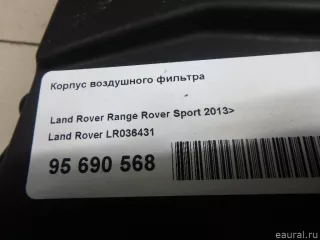 Корпус воздушного фильтра
Land Rover Range Rover Sport 2013>
Land Rover LR036431
95 690 568
eaural.ru